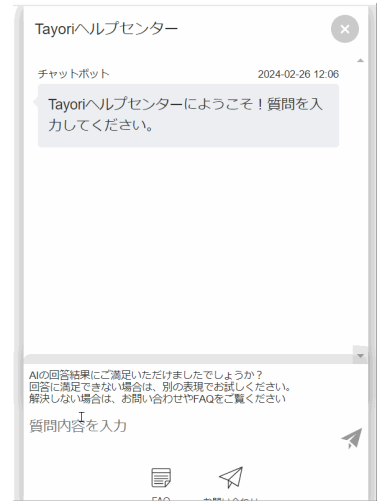 Tayoriヘルプセンター
チャットボット 2024-02-26 12:06
Tayoriヘルプセンターにようこそ！質問を入
力してください。
AIの回答結果にご満足いただけましたでしょうか？
回答に満足できない場合は、別の表現でお試しください。
解決しない場合は、お問い合わせやFAQをご覧ください
質問内容を入力
FAQ お問い合わせ